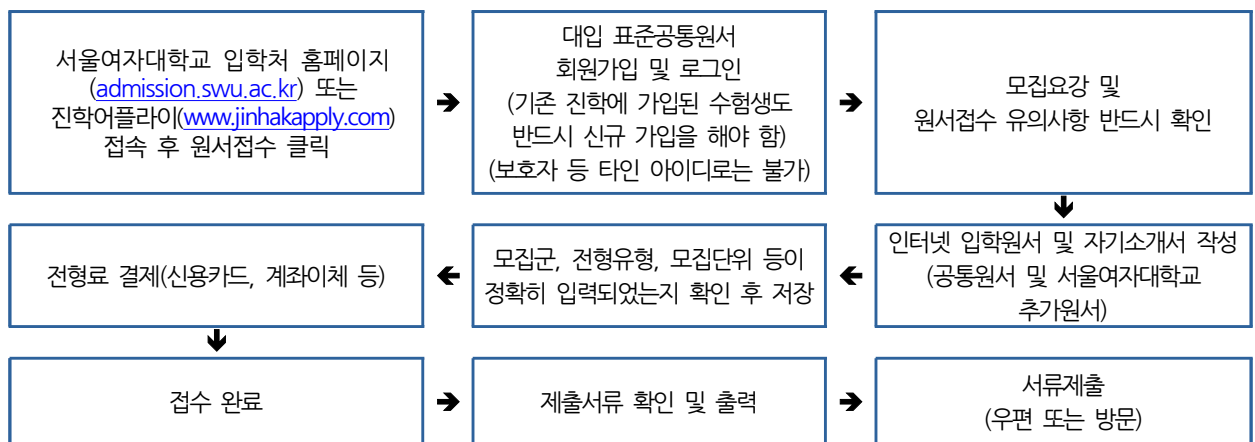 서울여자대학교 입학처 홈페이지
(admission.swu.ac.kr) 또는
진학어플라이(www.jinhakapply.com)
접속 후 원서접수 클릭
➔
대입 표준공통원서
회원가입 및 로그인
(기존 진학에 가입된 수험생도
반드시 신규 가입을 해야 함)
(보호자 등 타인 아이디로는 불가)
➔
모집요강 및
원서접수 유의사항 반드시 확인
🡻
인터넷 입학원서 및 자기소개서 작성
(공통원서 및 서울여자대학교
추가원서)
🡸
모집군, 전형유형, 모집단위 등이
정확히 입력되었는지 확인 후 저장
🡸
전형료 결제(신용카드, 계좌이체 등)
🡻
접수 완료
➔
제출서류 확인 및 출력
➔
서류제출
(우편 또는 방문)